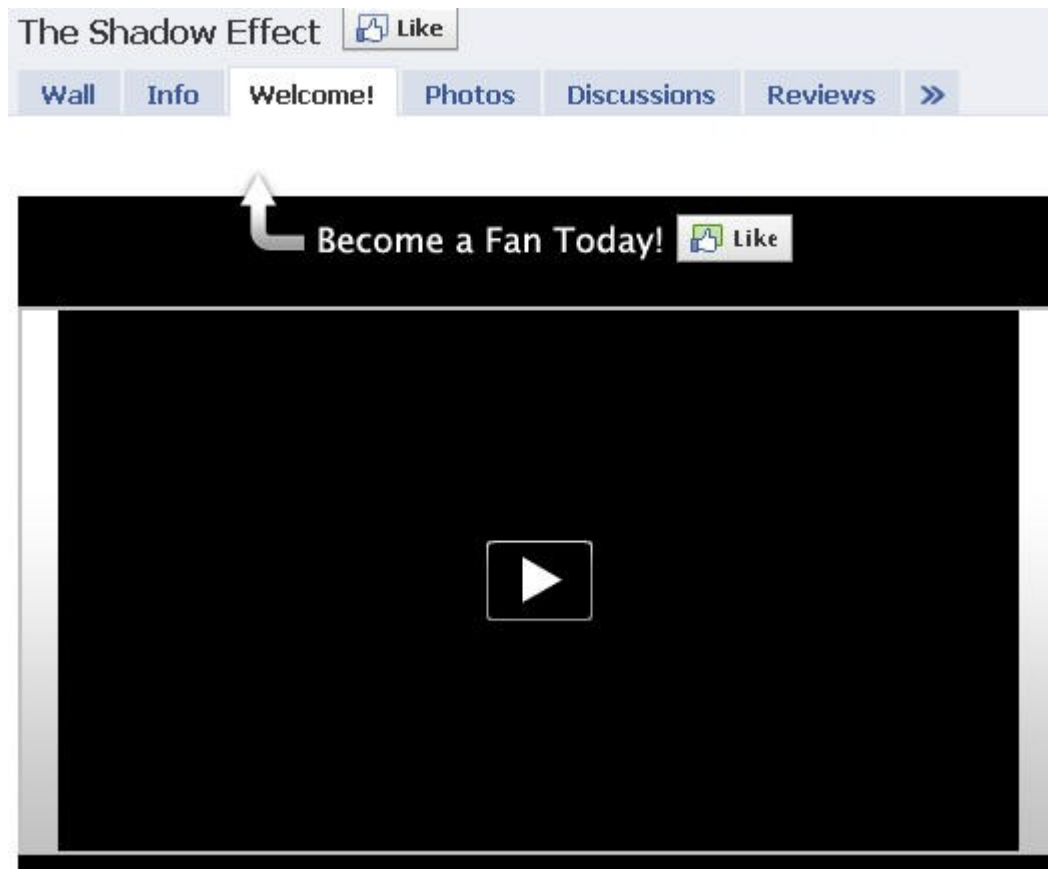 The Shadow Effect Like
Wall Info Welcome! Photos Discussions Reviews »
Become a Fan Today! Like